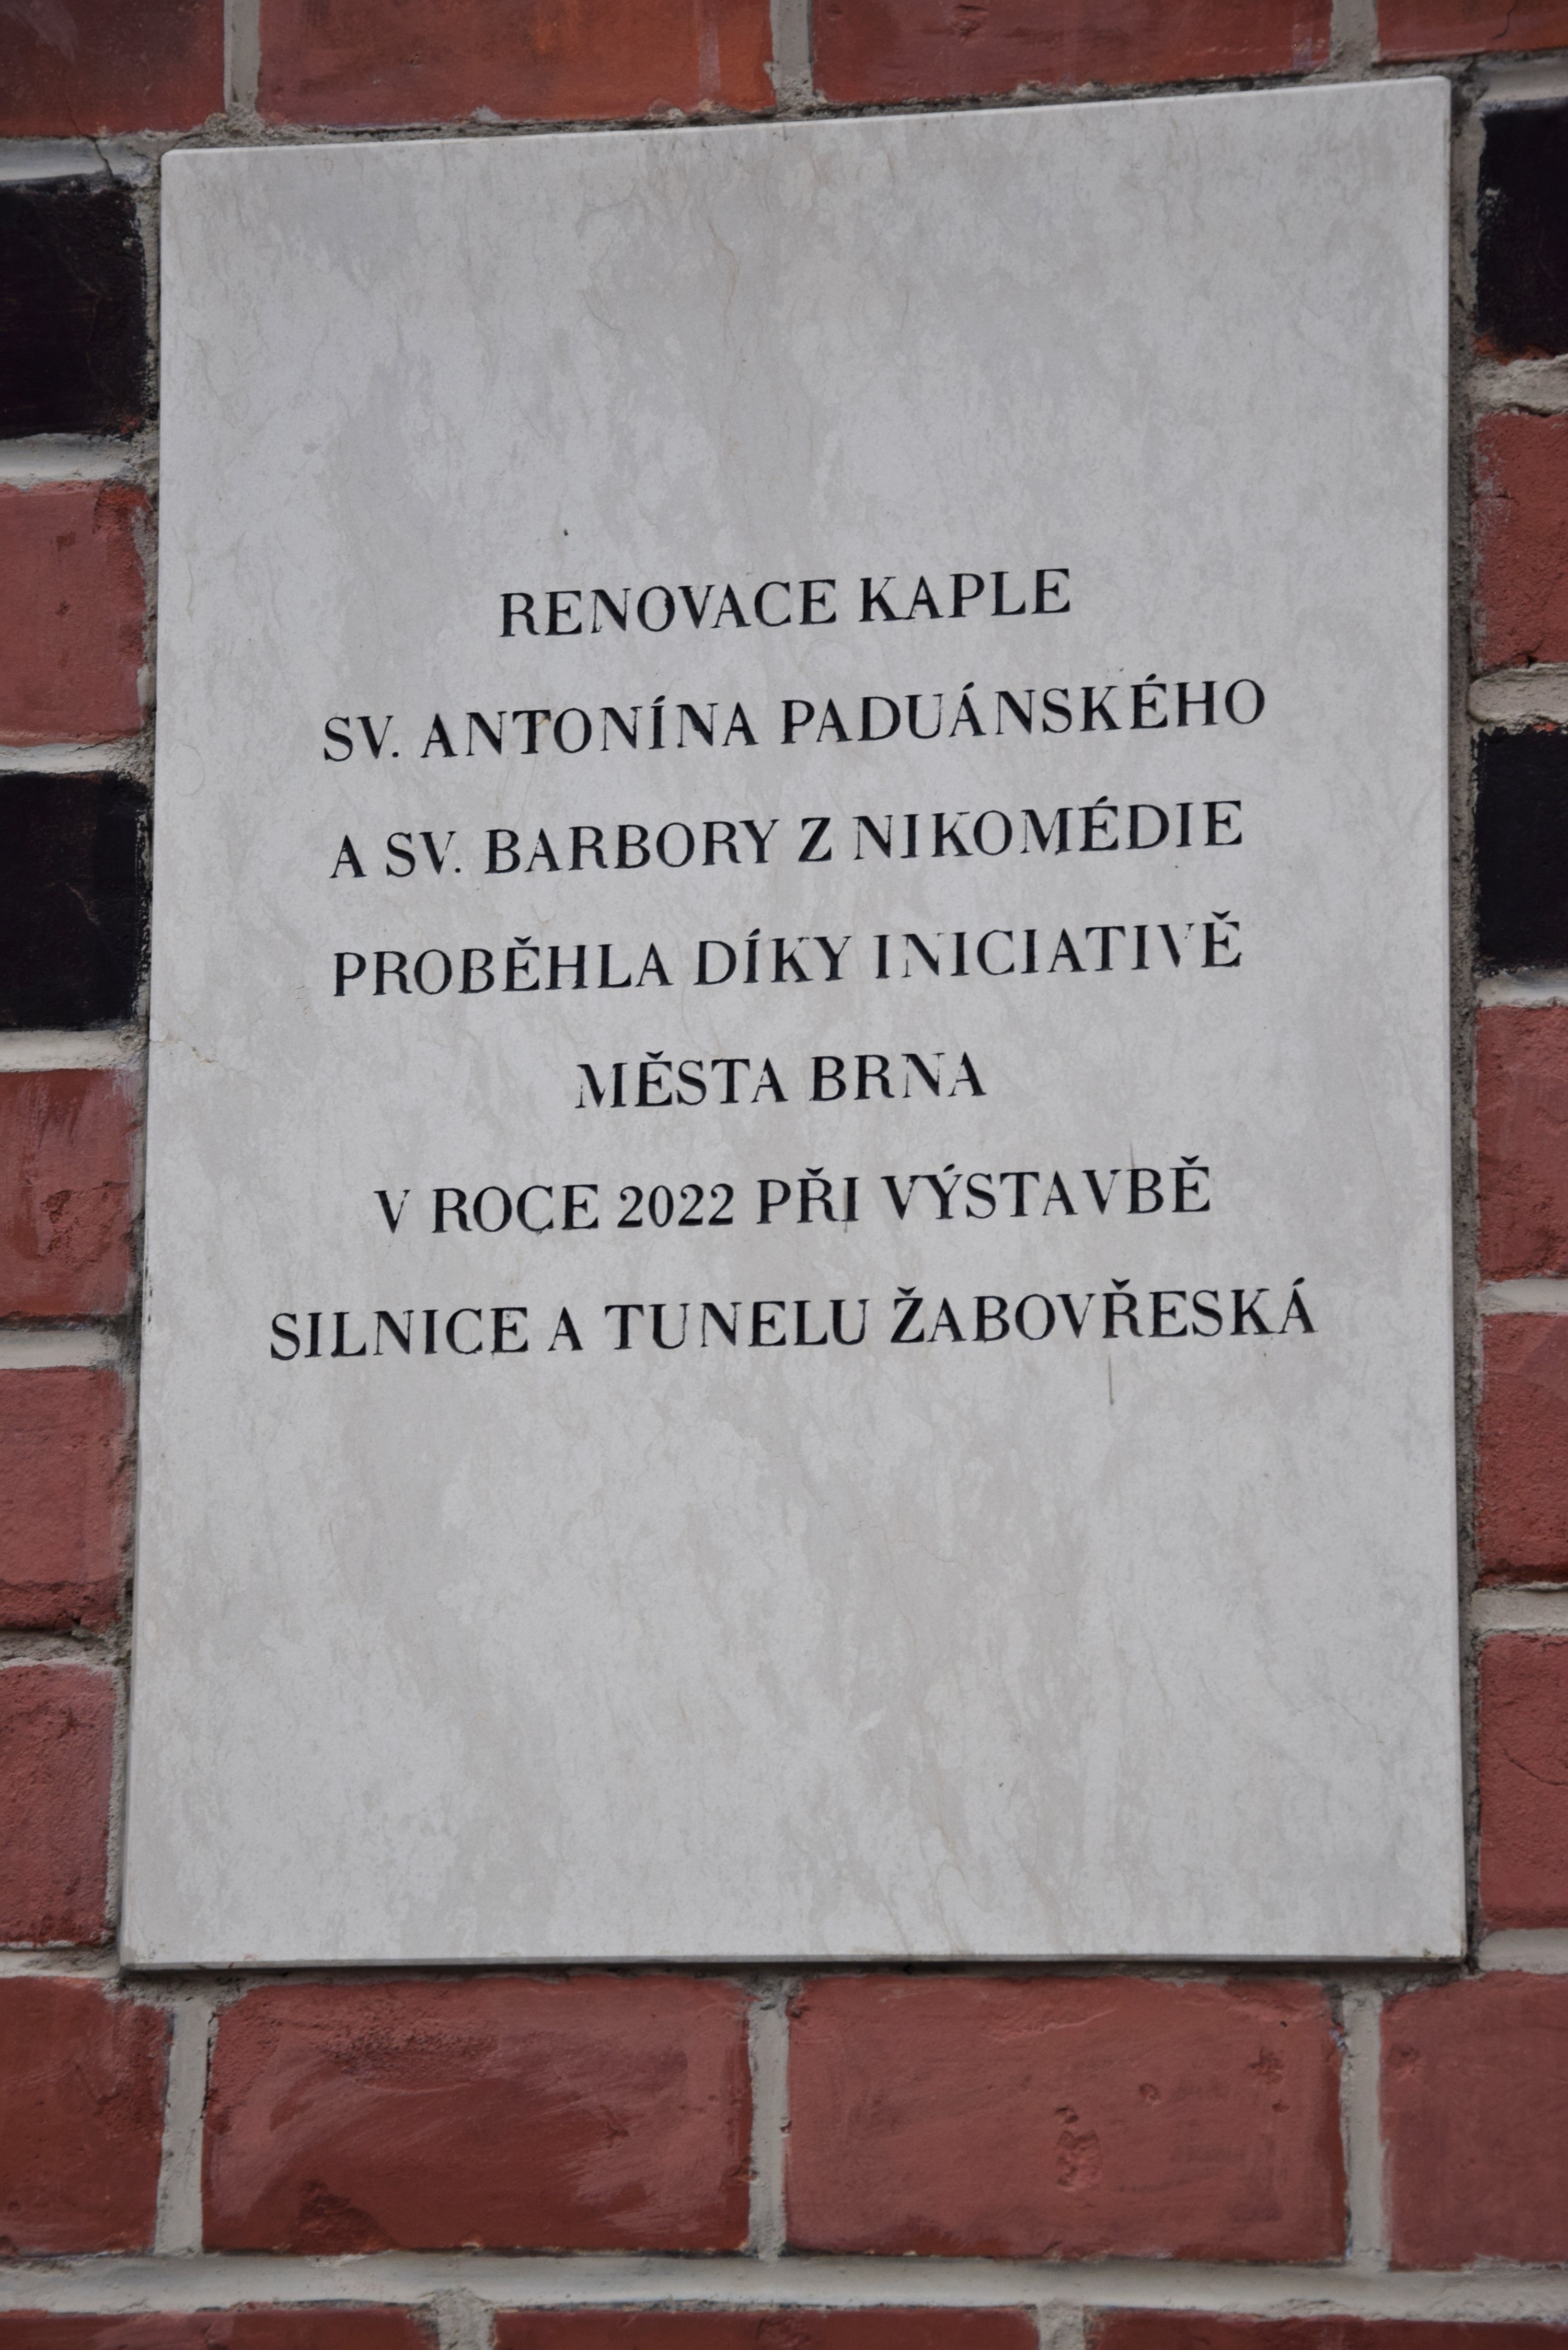 RENOVACE KAPLE
SV. ANTONÍNA PADUÁNSKÉHO
A SV. BARBORY Z NIKOMÉDIE
PROBĚHLA DÍKY INICIATIVĚ
MĚSTA BRNA
V ROCE 2022 PŘI VÝSTAVBĚ
SILNICE A TUNELU ŽABOVŘESKÁ